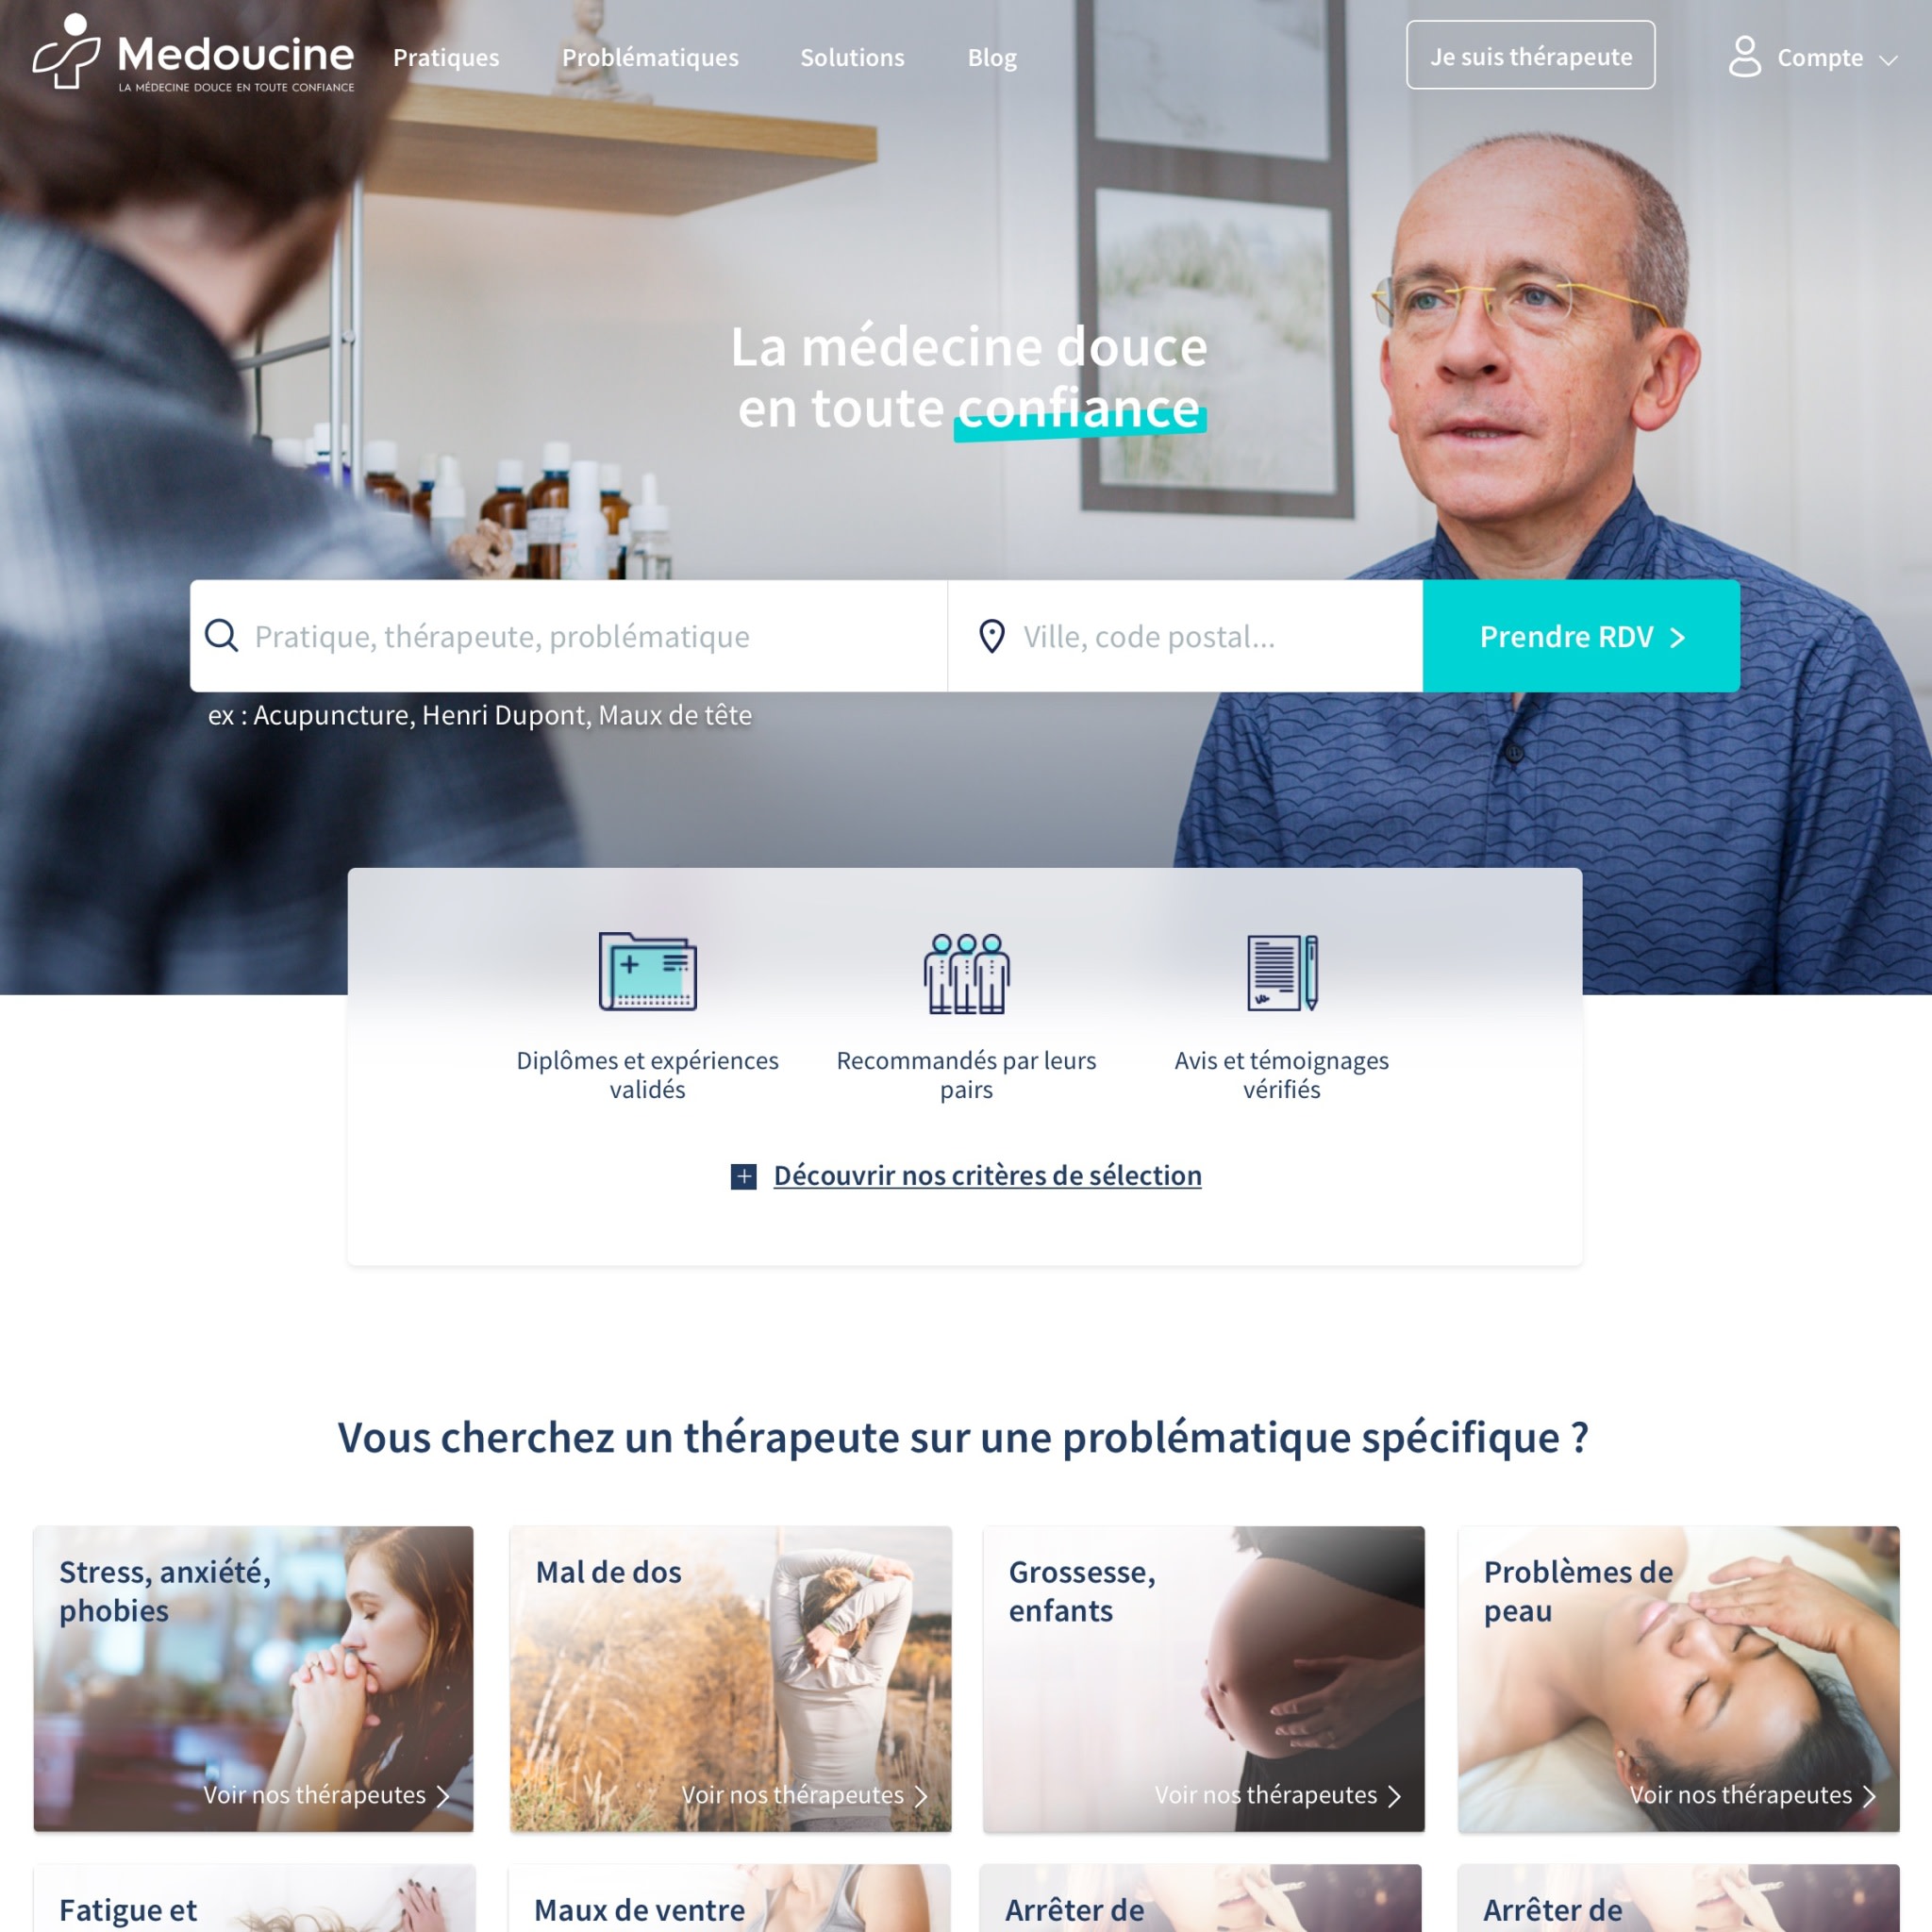 Medoucine
LA MÉDECINE DOUCE EN TOUTE CONFIANCE
Pratiques
Problématiques
Solutions
Blog
Je suis thérapeute
Compte
La médecine douce
en toute confiance
Pratique, thérapeute, problématique
Ville, code postal...
Prendre RDV
ex : Acupuncture, Henri Dupont, Maux de tête
Diplômes et expériences
validés
Recommandés par leurs
pairs
Avis et témoignages
vérifiés
Découvrir nos critères de sélection
Vous cherchez un thérapeute sur une problématique spécifique ?
Stress, anxiété,
phobies
Voir nos thérapeutes
Mal de dos
Voir nos thérapeutes
Grossesse,
enfants
Voir nos thérapeutes
Problèmes de
peau
Voir nos thérapeutes
Fatigue et
Maux de ventre
Arrêter de
Arrêter de